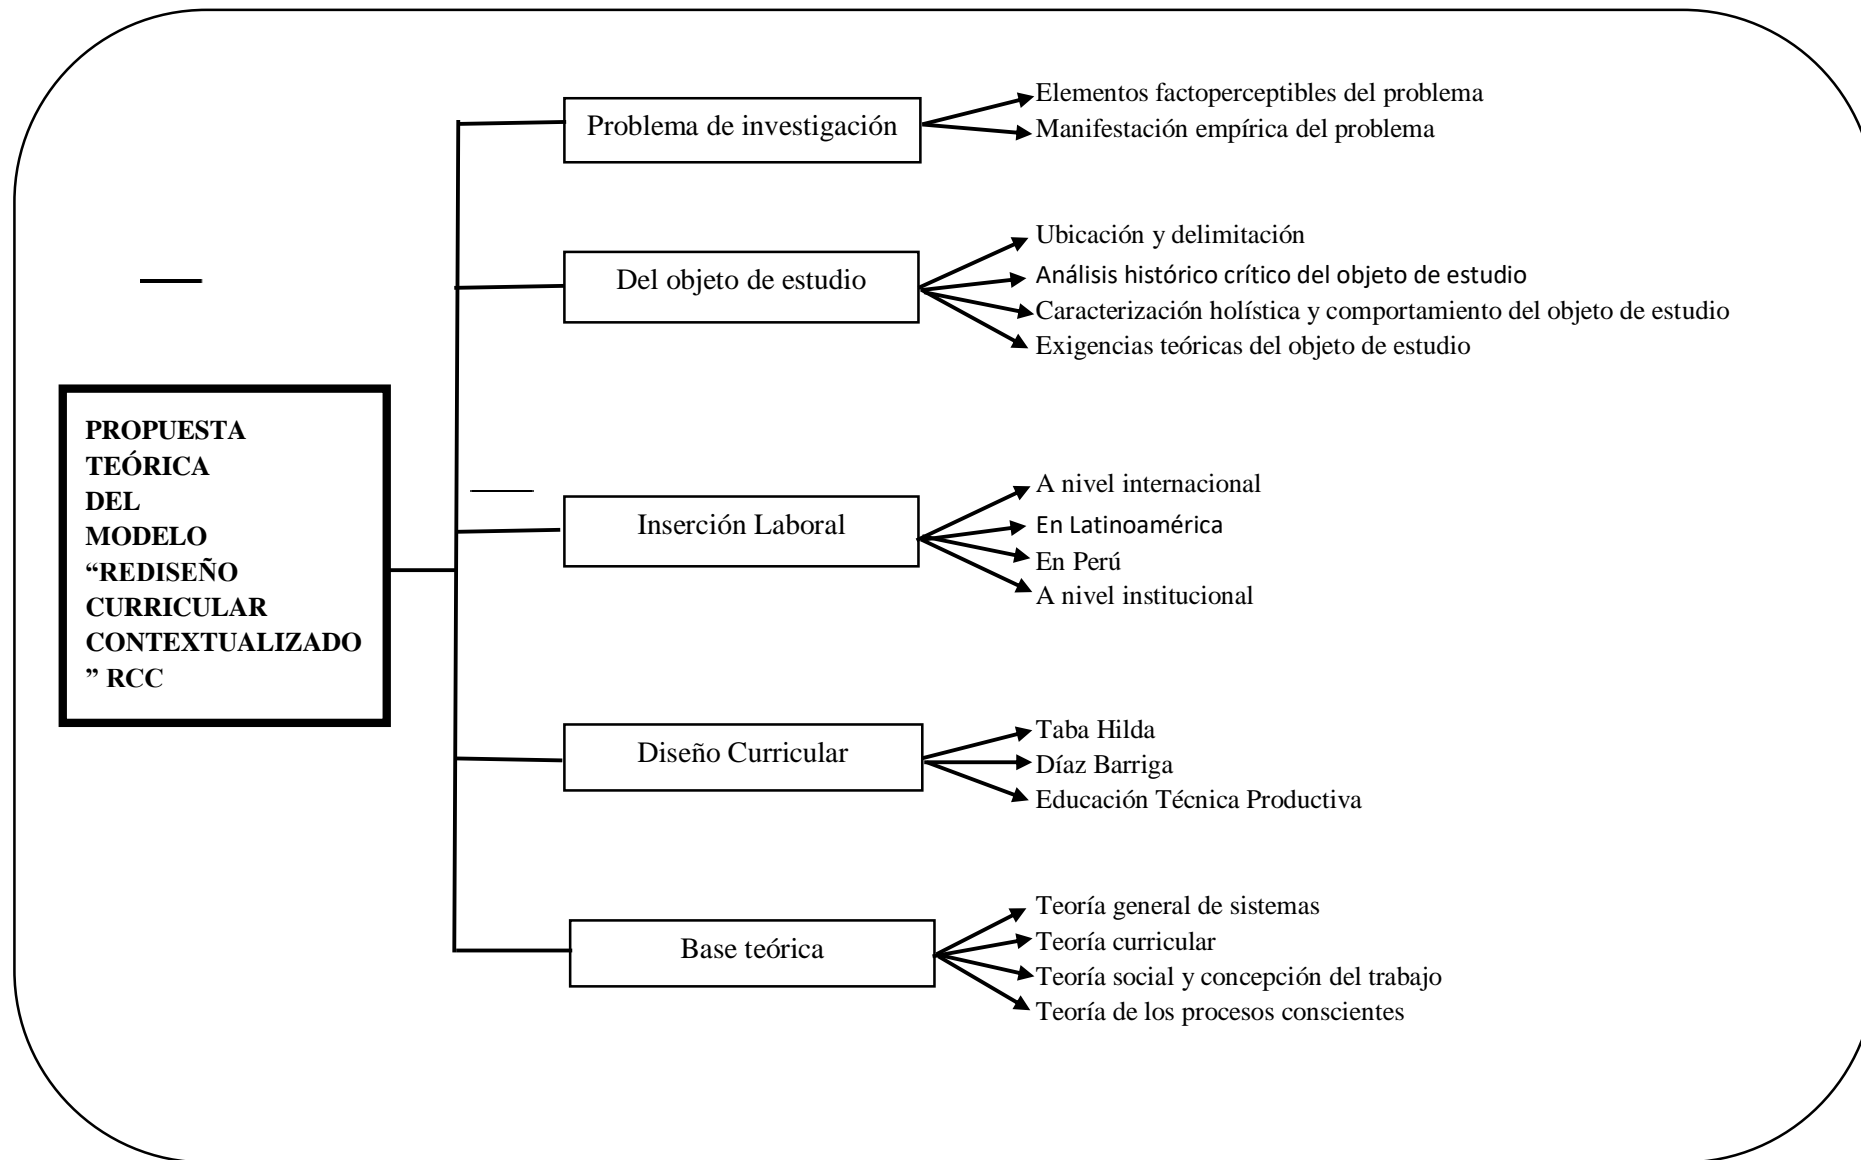 PROPUESTA
TEÓRICA
DEL
MODELO
“REDISEÑO
CURRICULAR
CONTEXTUALIZADO
” RCC
Problema de investigación
Elementos factoperceptibles del problema
Manifestación empírica del problema
Del objeto de estudio
Ubicación y delimitación
Análisis histórico crítico del objeto de estudio
Caracterización holística y comportamiento del objeto de estudio
Exigencias teóricas del objeto de estudio
Inserción Laboral
A nivel internacional
En Latinoamérica
En Perú
A nivel institucional
Diseño Curricular
Taba Hilda
Díaz Barriga
Educación Técnica Productiva
Base teórica
Teoría general de sistemas
Teoría curricular
Teoría social y concepción del trabajo
Teoría de los procesos conscientes